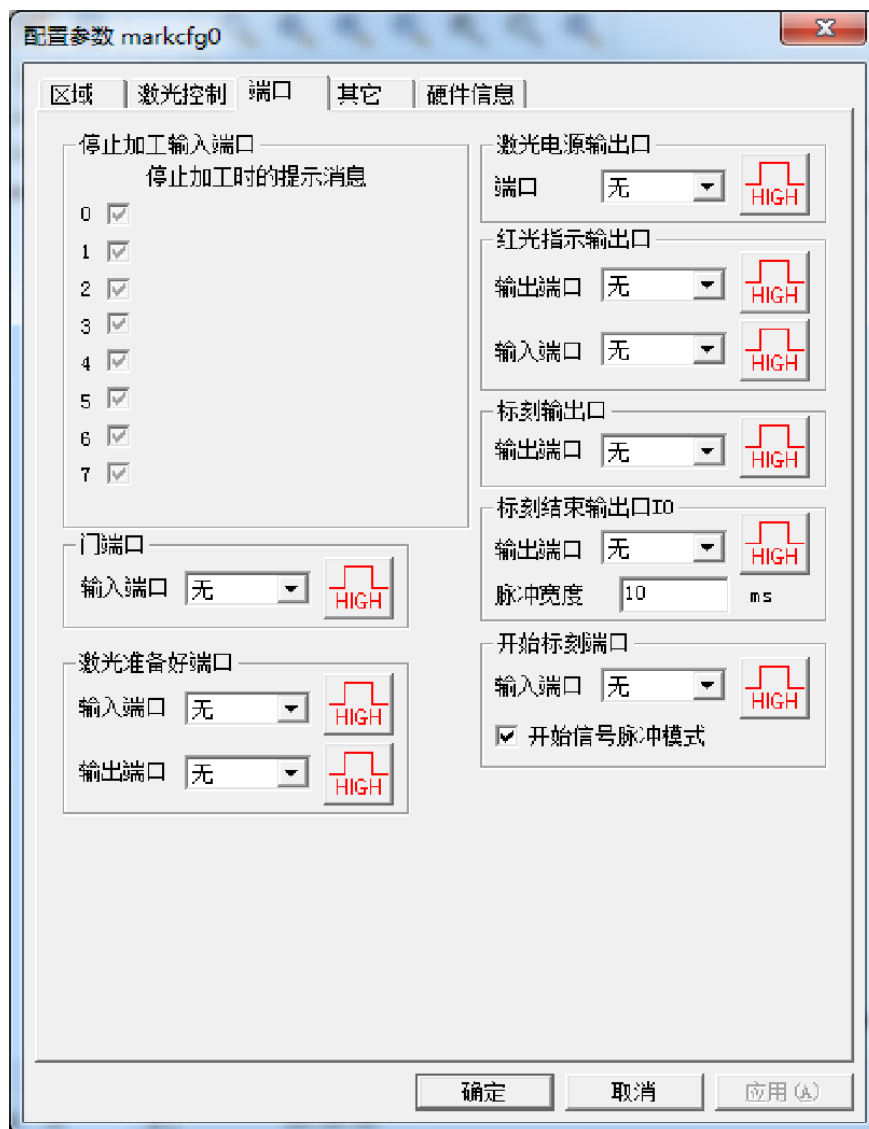 配置参数 markcfg0
区域 激光控制 端口 其它 硬件信息
停止加工输入端口
停止加工时的提示消息
0
1
2
3
4
5
6
7
门端口
输入端口 无 HIGH
激光准备好端口
输入端口 无 HIGH
输出端口 无 HIGH
激光电源输出口
端口 无 HIGH
红光指示输出口
输出端口 无 HIGH
输入端口 无 HIGH
标刻输出口
输出端口 无 HIGH
标刻结束输出口IO
输出端口 无 HIGH
脉冲宽度 10 ms
开始标刻端口
输入端口 无 HIGH
开始信号脉冲模式
确定 取消 应用(A)